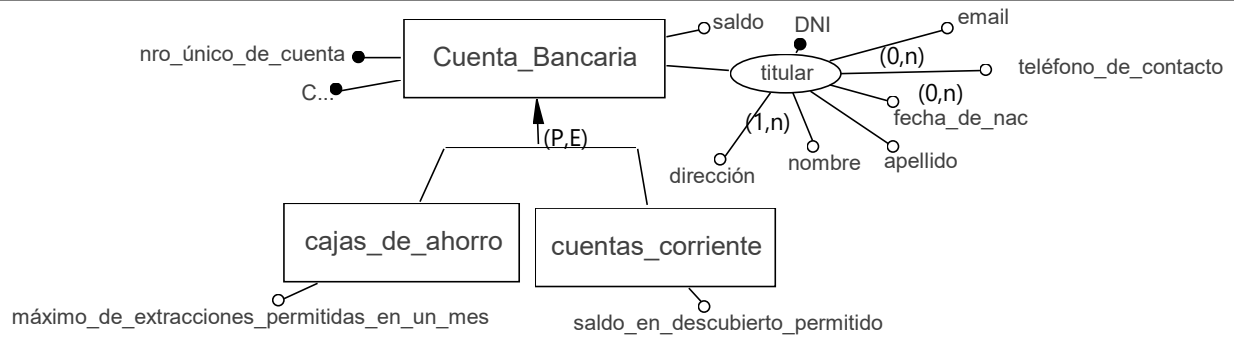 email
saldo
DNI
nro_único_de_cuenta
Cuenta_Bancaria
(0,n)
titular
teléfono_de_contacto
C...
(0,n)
fecha_de_nac
(1,n)
(P,E)
nombre
apellido
dirección
cajas_de_ahorro
cuentas_corriente
máximo_de_extracciones_permitidas_en_un_mes
saldo_en_descubierto_permitido